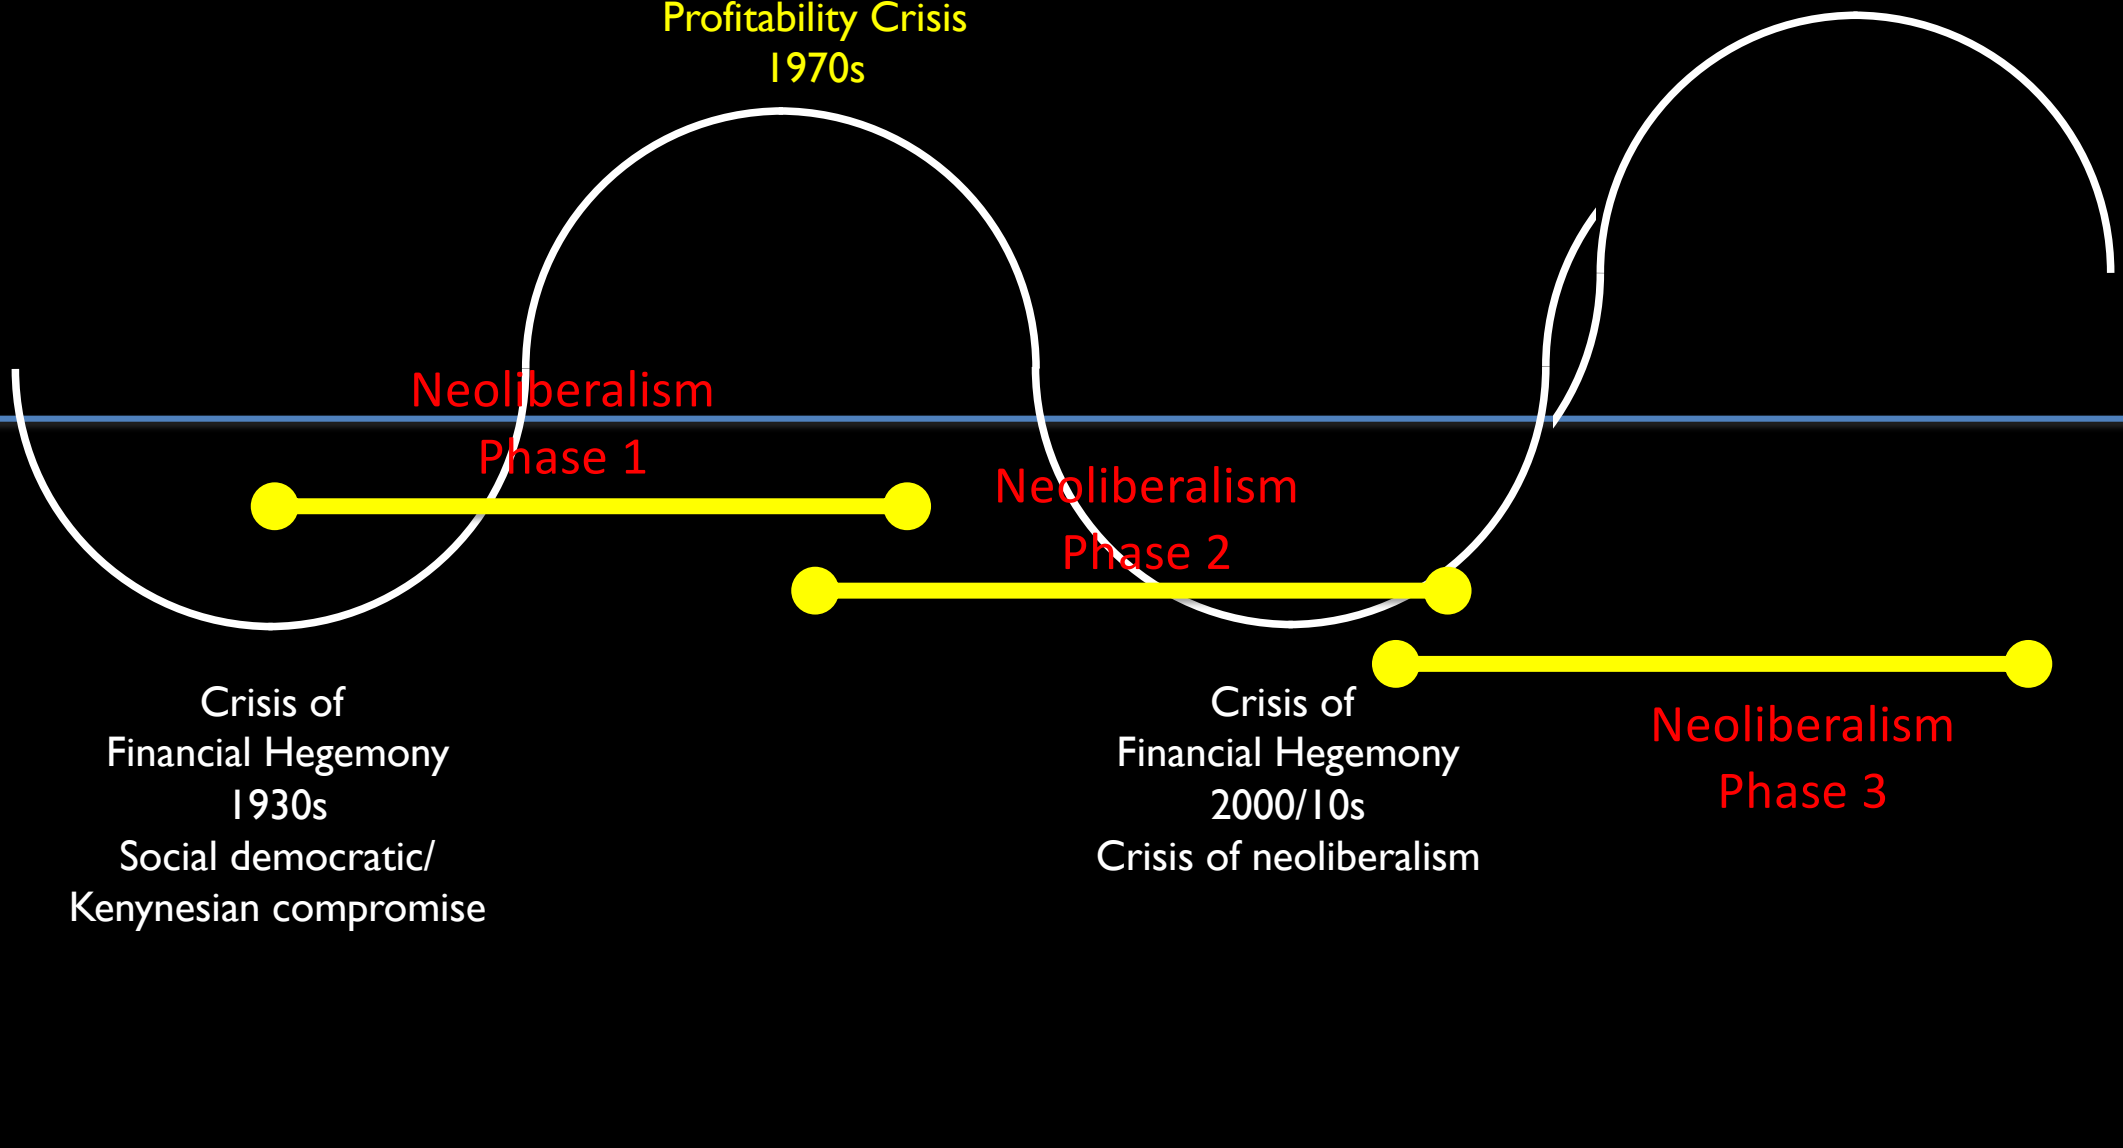 Profitability Crisis
1970s
Neoliberalism
Phase 1
Neoliberalism
Phase 2
Crisis of
Financial Hegemony
1930s
Social democratic/
Kenynesian compromise
Crisis of
Financial Hegemony
2000/10s
Crisis of neoliberalism
Neoliberalism
Phase 3